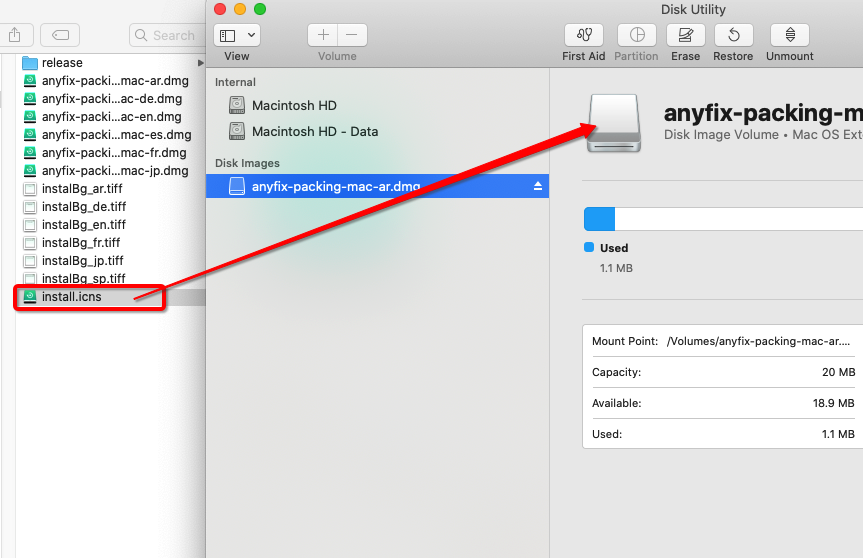 Disk Utility
Search
View
Volume
First Aid
Partition
Erase
Restore
Unmount
release
anyfix-packi...mac-ar.dmg
anyfix-packi...ac-de.dmg
anyfix-packi...ac-en.dmg
anyfix-packi...mac-es.dmg
anyfix-packi...mac-fr.dmg
anyfix-packi...mac-jp.dmg
instalBg_ar.tiff
instalBg_de.tiff
instalBg_en.tiff
instalBg_fr.tiff
instalBg_jp.tiff
instalBg_sp.tiff
install.icns
Internal
Macintosh HD
Macintosh HD - Data
Disk Images
anyfix-packing-mac-ar.dmg
anyfix-packing-m
Disk Image Volume • Mac OS Ext
Used
1.1 MB
Mount Point: /Volumes/anyfix-packing-mac-ar....
Capacity: 20 MB
Available: 18.9 MB
Used: 1.1 MB